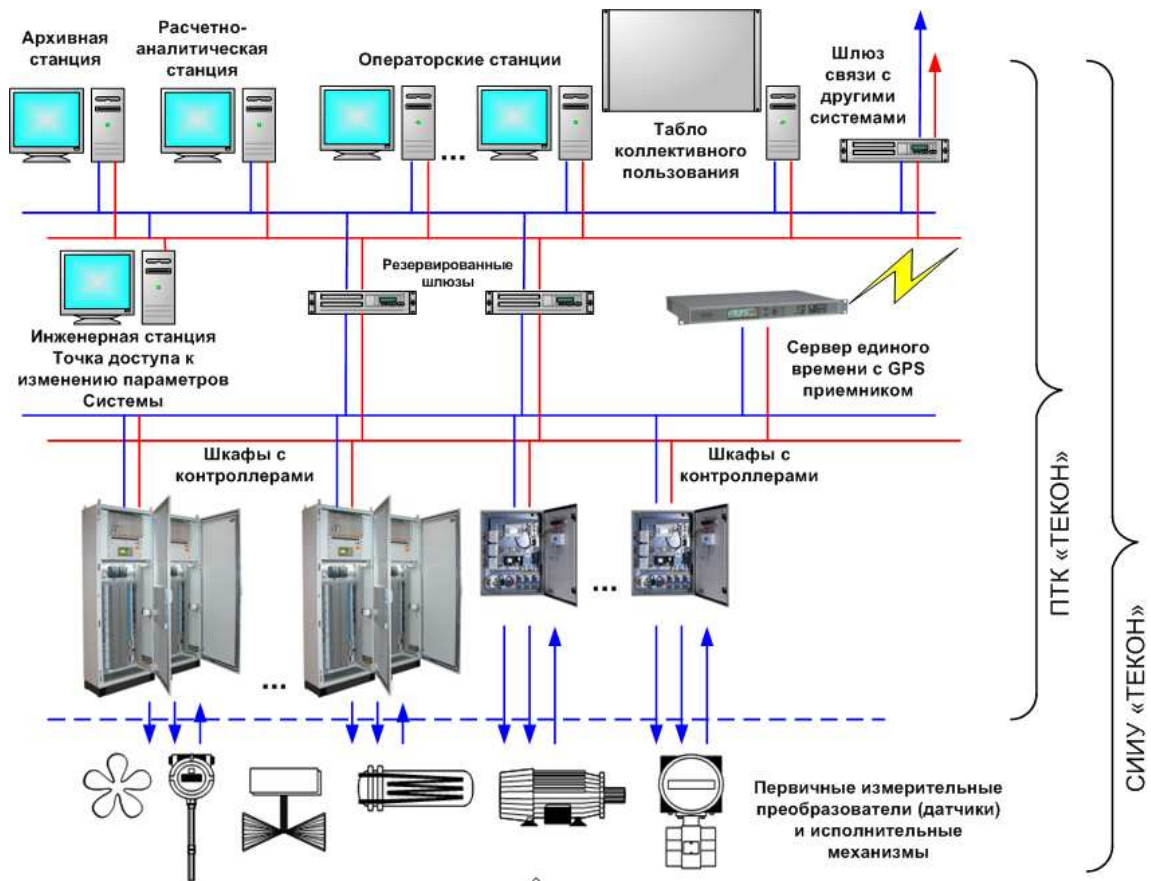 Архивная
станция
Расчетно-
аналитическая
станция
Операторские станции
...
Табло
коллективного
пользования
Шлюз
связи с
другими
системами
Резервированные
шлюзы
Инженерная станция
Точка доступа к
изменению параметров
Системы
Сервер единого
времени с GPS
приемником
Шкафы с
контроллерами
Шкафы с
контроллерами
...
...
Первичные измерительные
преобразователи (датчики)
и исполнительные
механизмы
ПТК «ТЕКОН»
СИИУ «ТЕКОН»